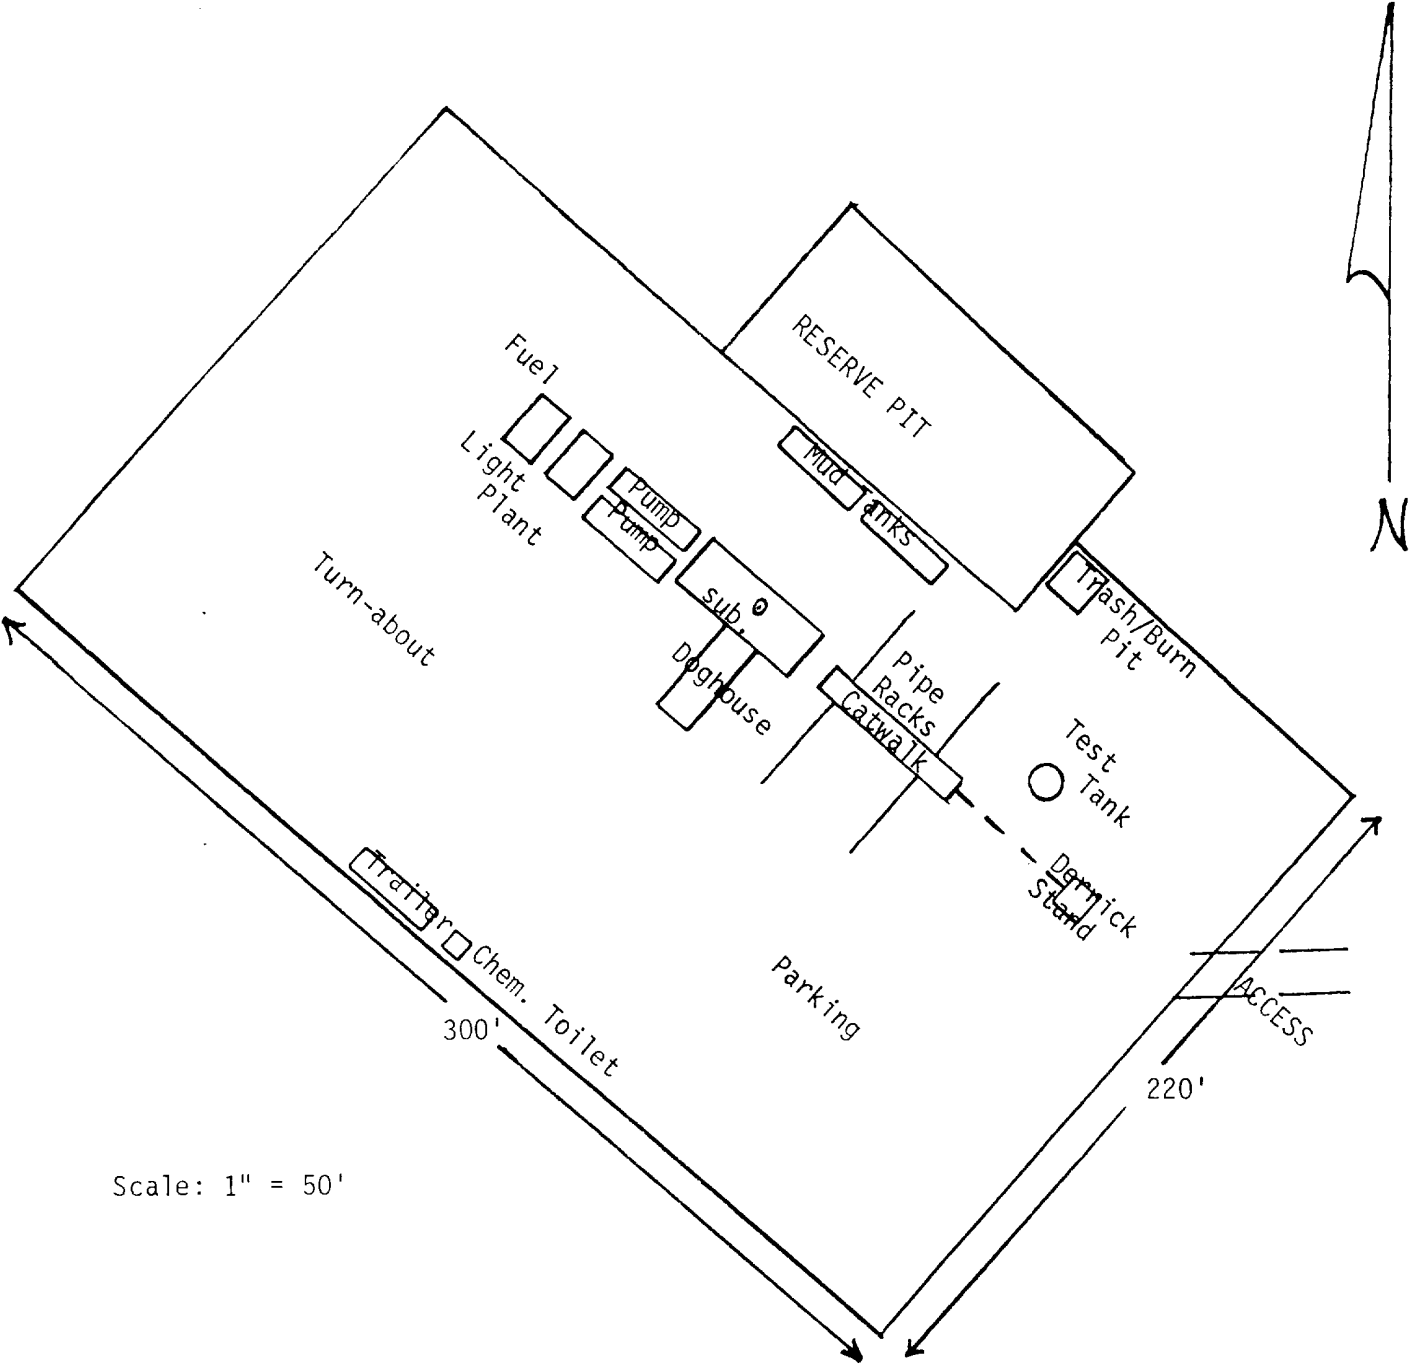 N
RESERVE PIT
Fuel
Light
Plant
Mud Tanks
Pump
Pump
sub.
Doghouse
Turn-about
Trash/Burn
Pit
Pipe
Racks
Catwalk
Test
Tank
Derrick
Stand
Trailer
Chem. Toilet
Parking
ACCESS
300'
220'
Scale: 1" = 50'